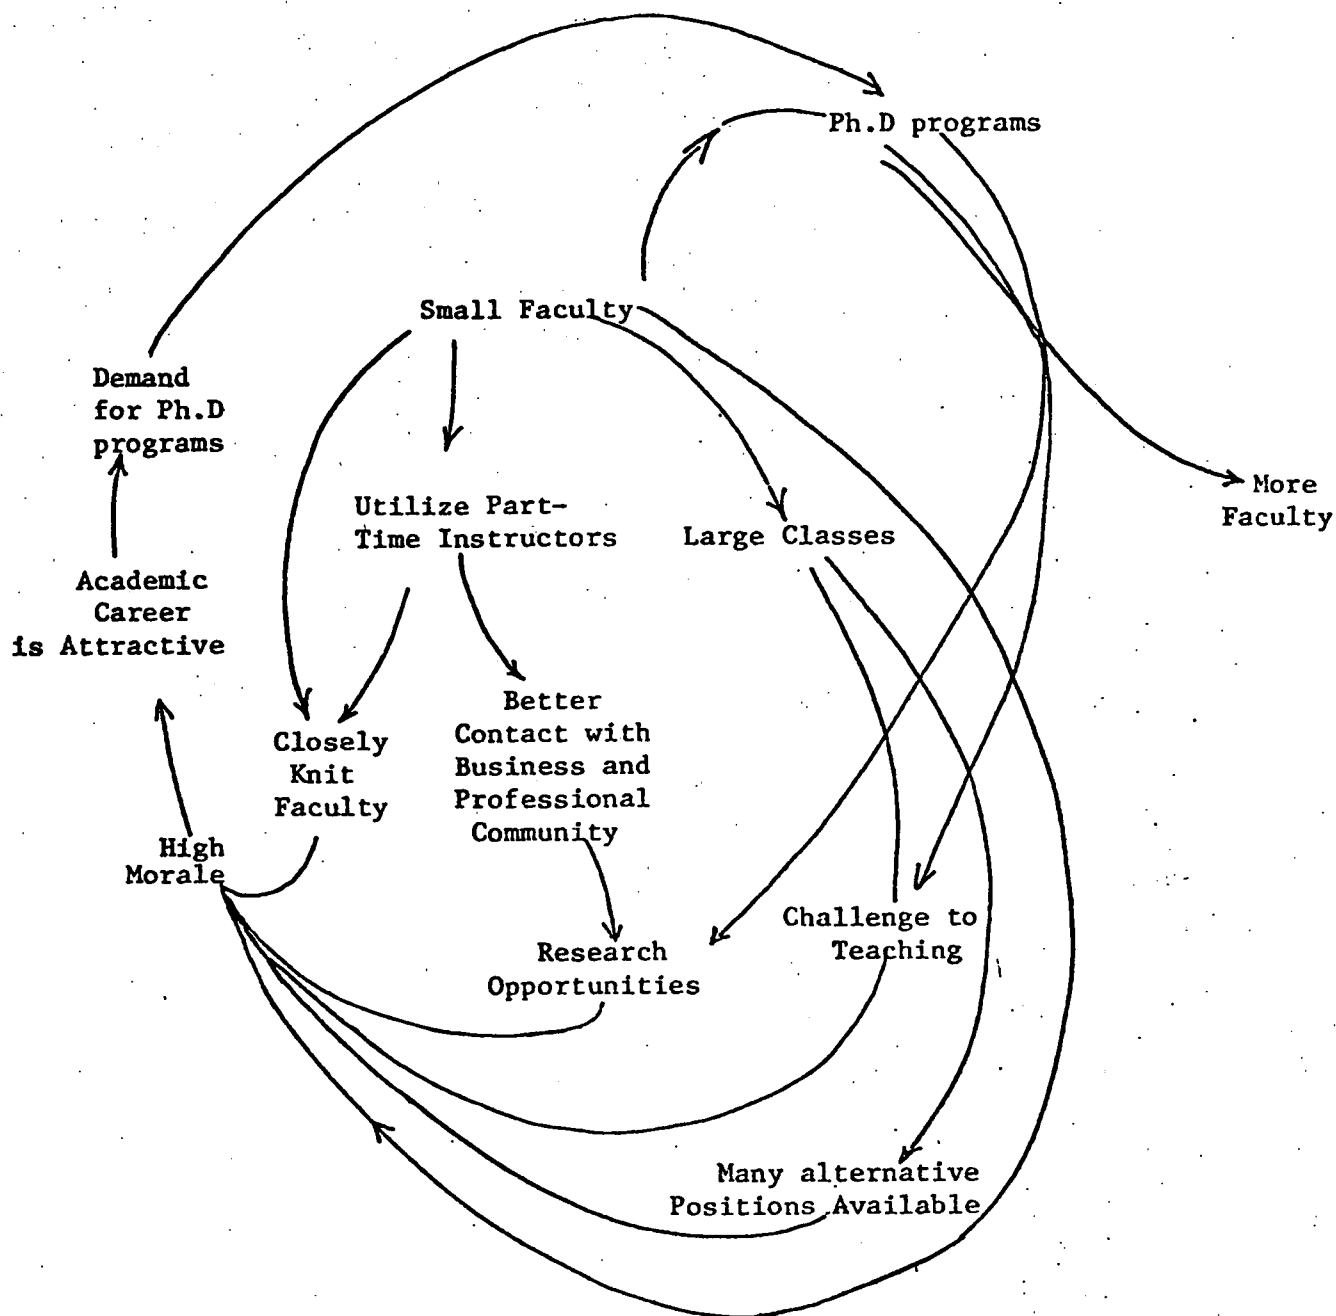 Ph.D programs
Small Faculty
Demand
for Ph.D
programs
More
Faculty
Utilize Part-
Time Instructors
Large Classes
Academic
Career
is Attractive
Better
Contact with
Business and
Professional
Community
Closely
Knit
Faculty
High
Morale
Challenge to
Teaching
Research
Opportunities
Many alternative
Positions Available